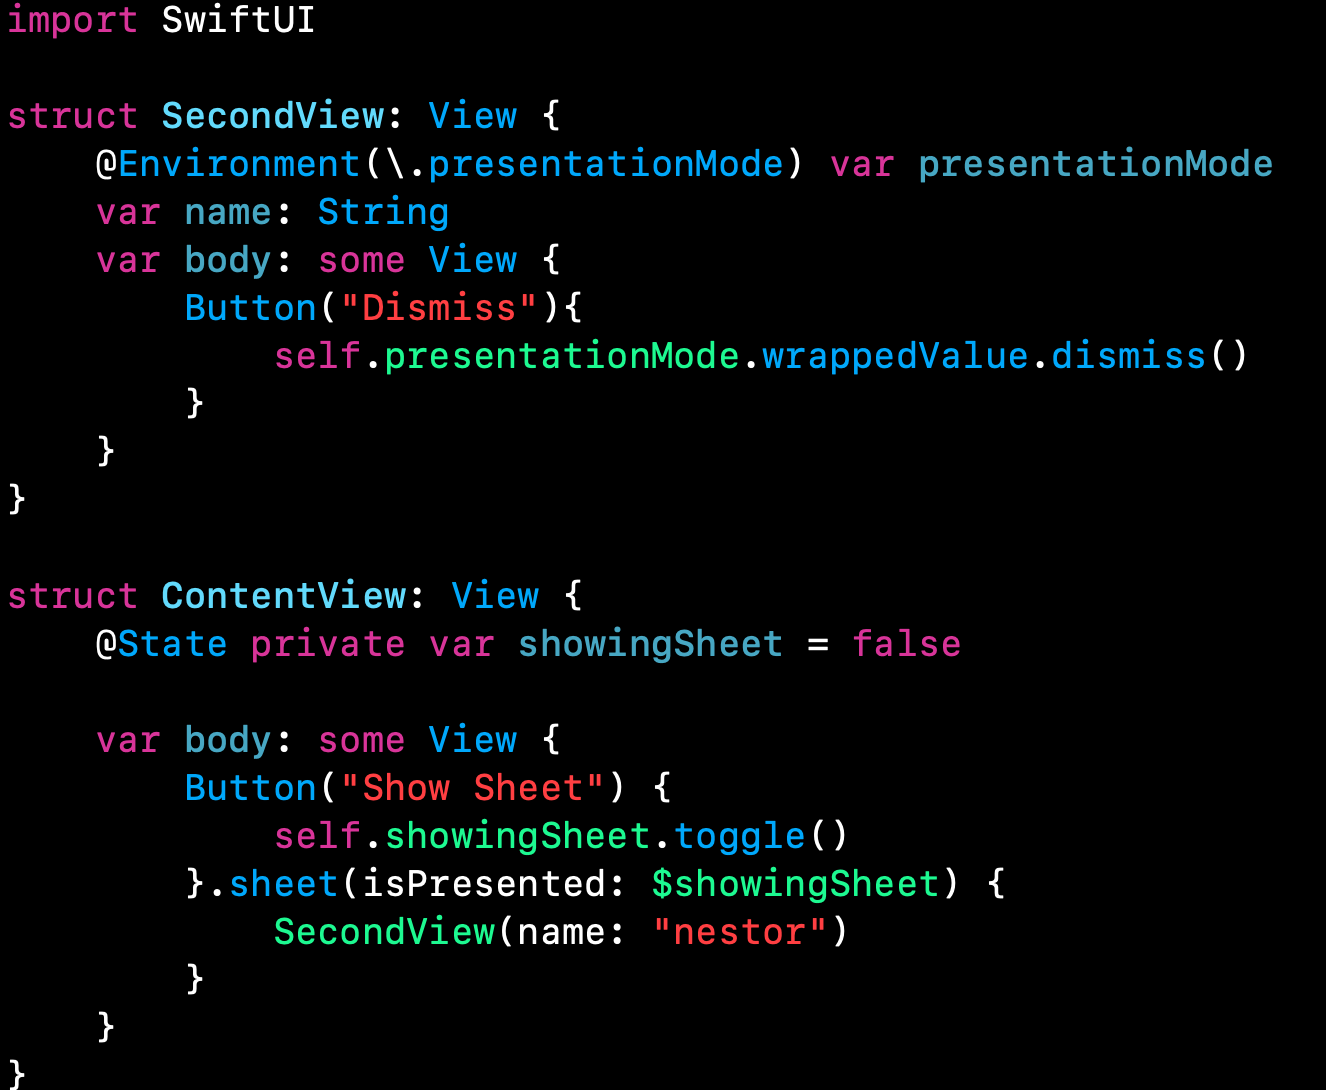 import SwiftUI

struct SecondView: View {
    @Environment(\.presentationMode) var presentationMode
    var name: String
    var body: some View {
        Button("Dismiss"){
            self.presentationMode.wrappedValue.dismiss()
        }
    }
}

struct ContentView: View {
    @State private var showingSheet = false

    var body: some View {
        Button("Show Sheet") {
            self.showingSheet.toggle()
        }.sheet(isPresented: $showingSheet) {
            SecondView(name: "nestor")
        }
    }
}